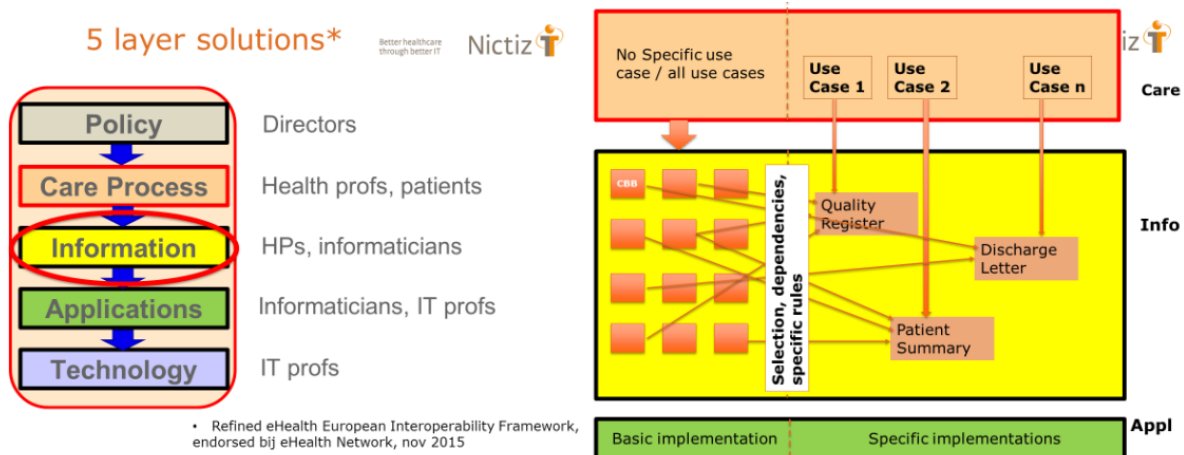 5 layer solutions*
Better healthcare
through better IT
Nictiz
Policy
Directors
Care Process
Health profs, patients
Information
HPs, informaticians
Applications
Informaticians, IT profs
Technology
IT profs
• Refined eHealth European Interoperability Framework,
endorsed bij eHealth Network, nov 2015
No Specific use
case / all use cases
Use
Case 1
Use
Case 2
Use
Case n
iz
Care
CBB
Selection, dependencies,
specific rules
Quality
Register
Discharge
Letter
Patient
Summary
Info
Basic implementation
Specific implementations
Appl